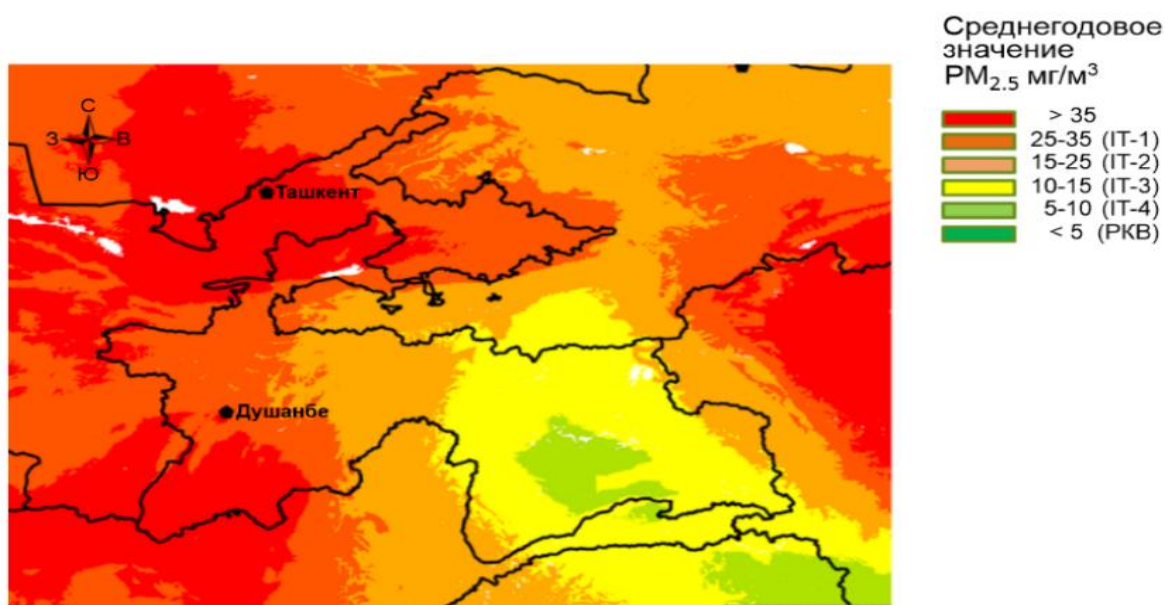 Среднегодовое
значение
PM₂.₅ мг/м³
> 35
25-35 (IT-1)
15-25 (IT-2)
10-15 (IT-3)
5-10 (IT-4)
< 5 (РКВ)
С
З В
Ю
Ташкент
Душанбе